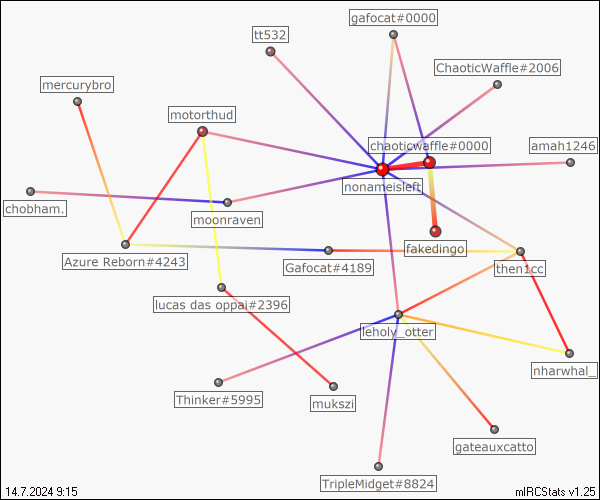 gafocat#0000
tt532
ChaoticWaffle#2006
mercurybro
motorthud
chaoticwaffle#0000
amah1246
nonameisleft
chobham.
moonraven
fakedingo
Azure Reborn#4243
Gafocat#4189
then1cc
lucas das oppai#2396
leholy_otter
nharwhal_
Thinker#5995
mukszi
gateauxcatto
TripleMidget#8824
14.7.2024 9:15
mIRCStats v1.25